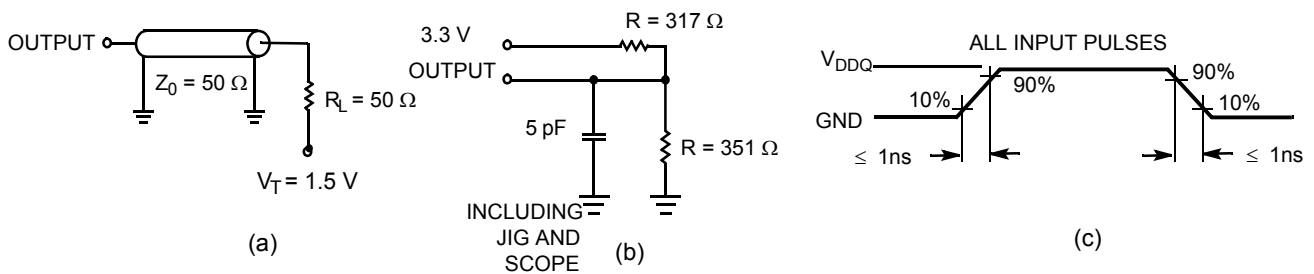 OUTPUT
Z0 = 50 Ω
RL = 50 Ω
VT = 1.5 V
(a)
R = 317 Ω
3.3 V
OUTPUT
5 pF
R = 351 Ω
INCLUDING
JIG AND
SCOPE
(b)
ALL INPUT PULSES
VDDQ
GND
10%
90%
90%
10%
≤ 1ns
≤ 1ns
(c)